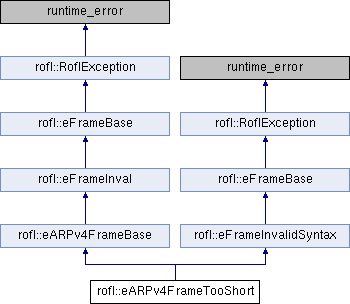 runtime_error
rofl::RoflException
runtime_error
rofl::eFrameBase
rofl::RoflException
rofl::eFrameInval
rofl::eFrameBase
rofl::eARPv4FrameBase
rofl::eFrameInvalidSyntax
rofl::eARPv4FrameTooShort